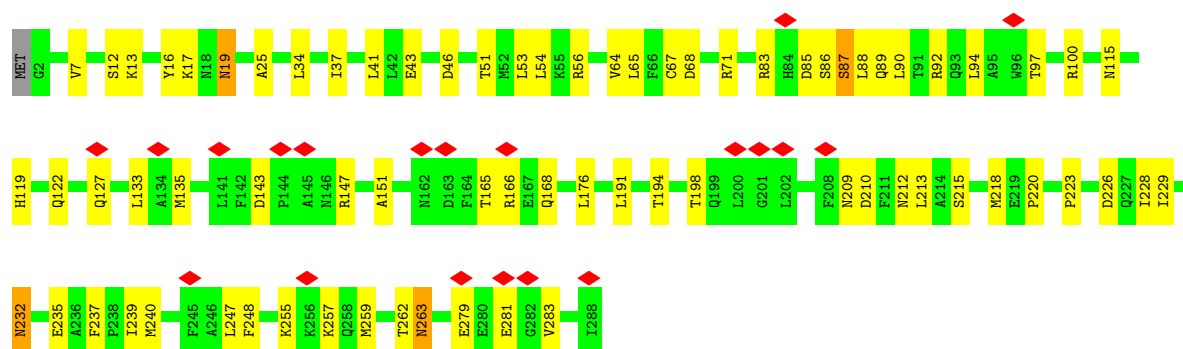 MET G2 V7 S12 K13 Y16 K17 N18 N19 A25 L34 I37 L41 L42 E43 D46 T51 M52 L53 L54 K55 R56 V64 L65 F66 C67 D68 R71 R83 H84 D85 S86 S87 L88 Q89 L90 T91 R92 Q93 L94 A95 W96 T97 R100 N115
H119 Q122 Q127 L133 A134 M135 L141 F142 D143 P144 A145 N146 R147 A151 N162 D163 F164 T165 R166 E167 Q168 L176 L191 T194 T198 Q199 L200 G201 L202 F208 N209 D210 F211 N212 L213 A214 S215 M218 E219 P220 P223 D226 Q227 I228 I229
N232 E235 A236 F237 P238 I239 M240 F245 A246 L247 F248 K255 K256 K257 Q258 M259 T262 N263 E279 E280 E281 G282 V283 I288